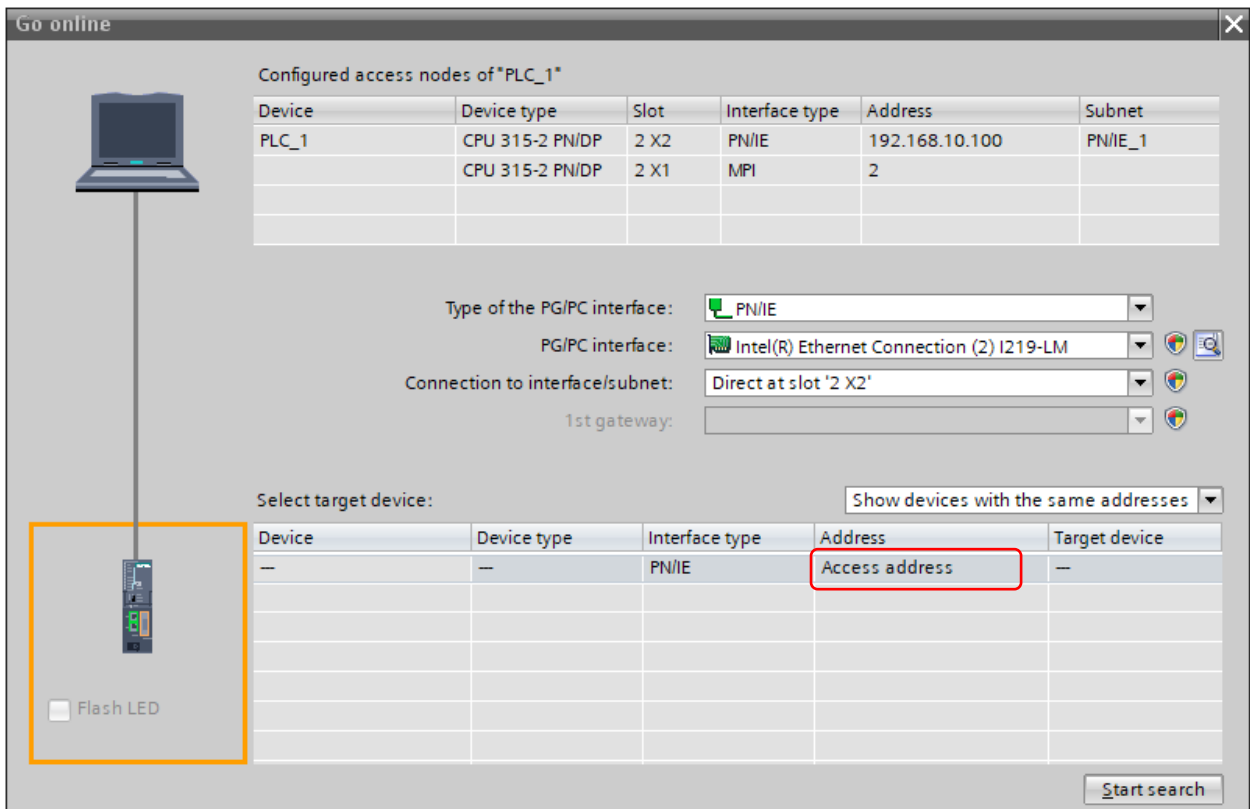 Go online
Configured access nodes of "PLC_1"
Device Device type Slot Interface type Address Subnet
PLC_1 CPU 315-2 PN/DP 2 X2 PN/IE 192.168.10.100 PN/IE_1
CPU 315-2 PN/DP 2 X1 MPI 2
Type of the PG/PC interface: PN/IE
PG/PC interface: Intel(R) Ethernet Connection (2) I219-LM
Connection to interface/subnet: Direct at slot '2 X2'
1st gateway:
Select target device: Show devices with the same addresses
Device Device type Interface type Address Target device
— — PN/IE Access address —
Flash LED
Start search